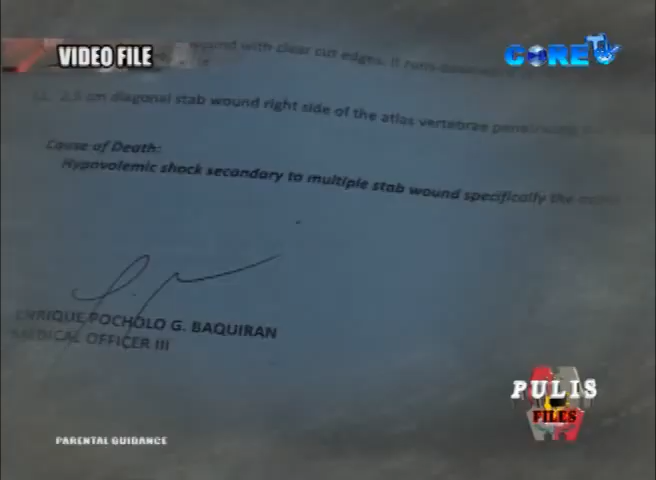 VIDEO FILE
CORE TV
wound with clear cut edges. It runs
2.5 cm diagonal stab wound right side of the atlas vertebrae penetrating
Cause of Death:
Hypovolemic shock secondary to multiple stab wound specifically the
ENRIQUE POCHOLO G. BAQUIRAN
MEDICAL OFFICER III
PULIS
FILES
PARENTAL GUIDANCE